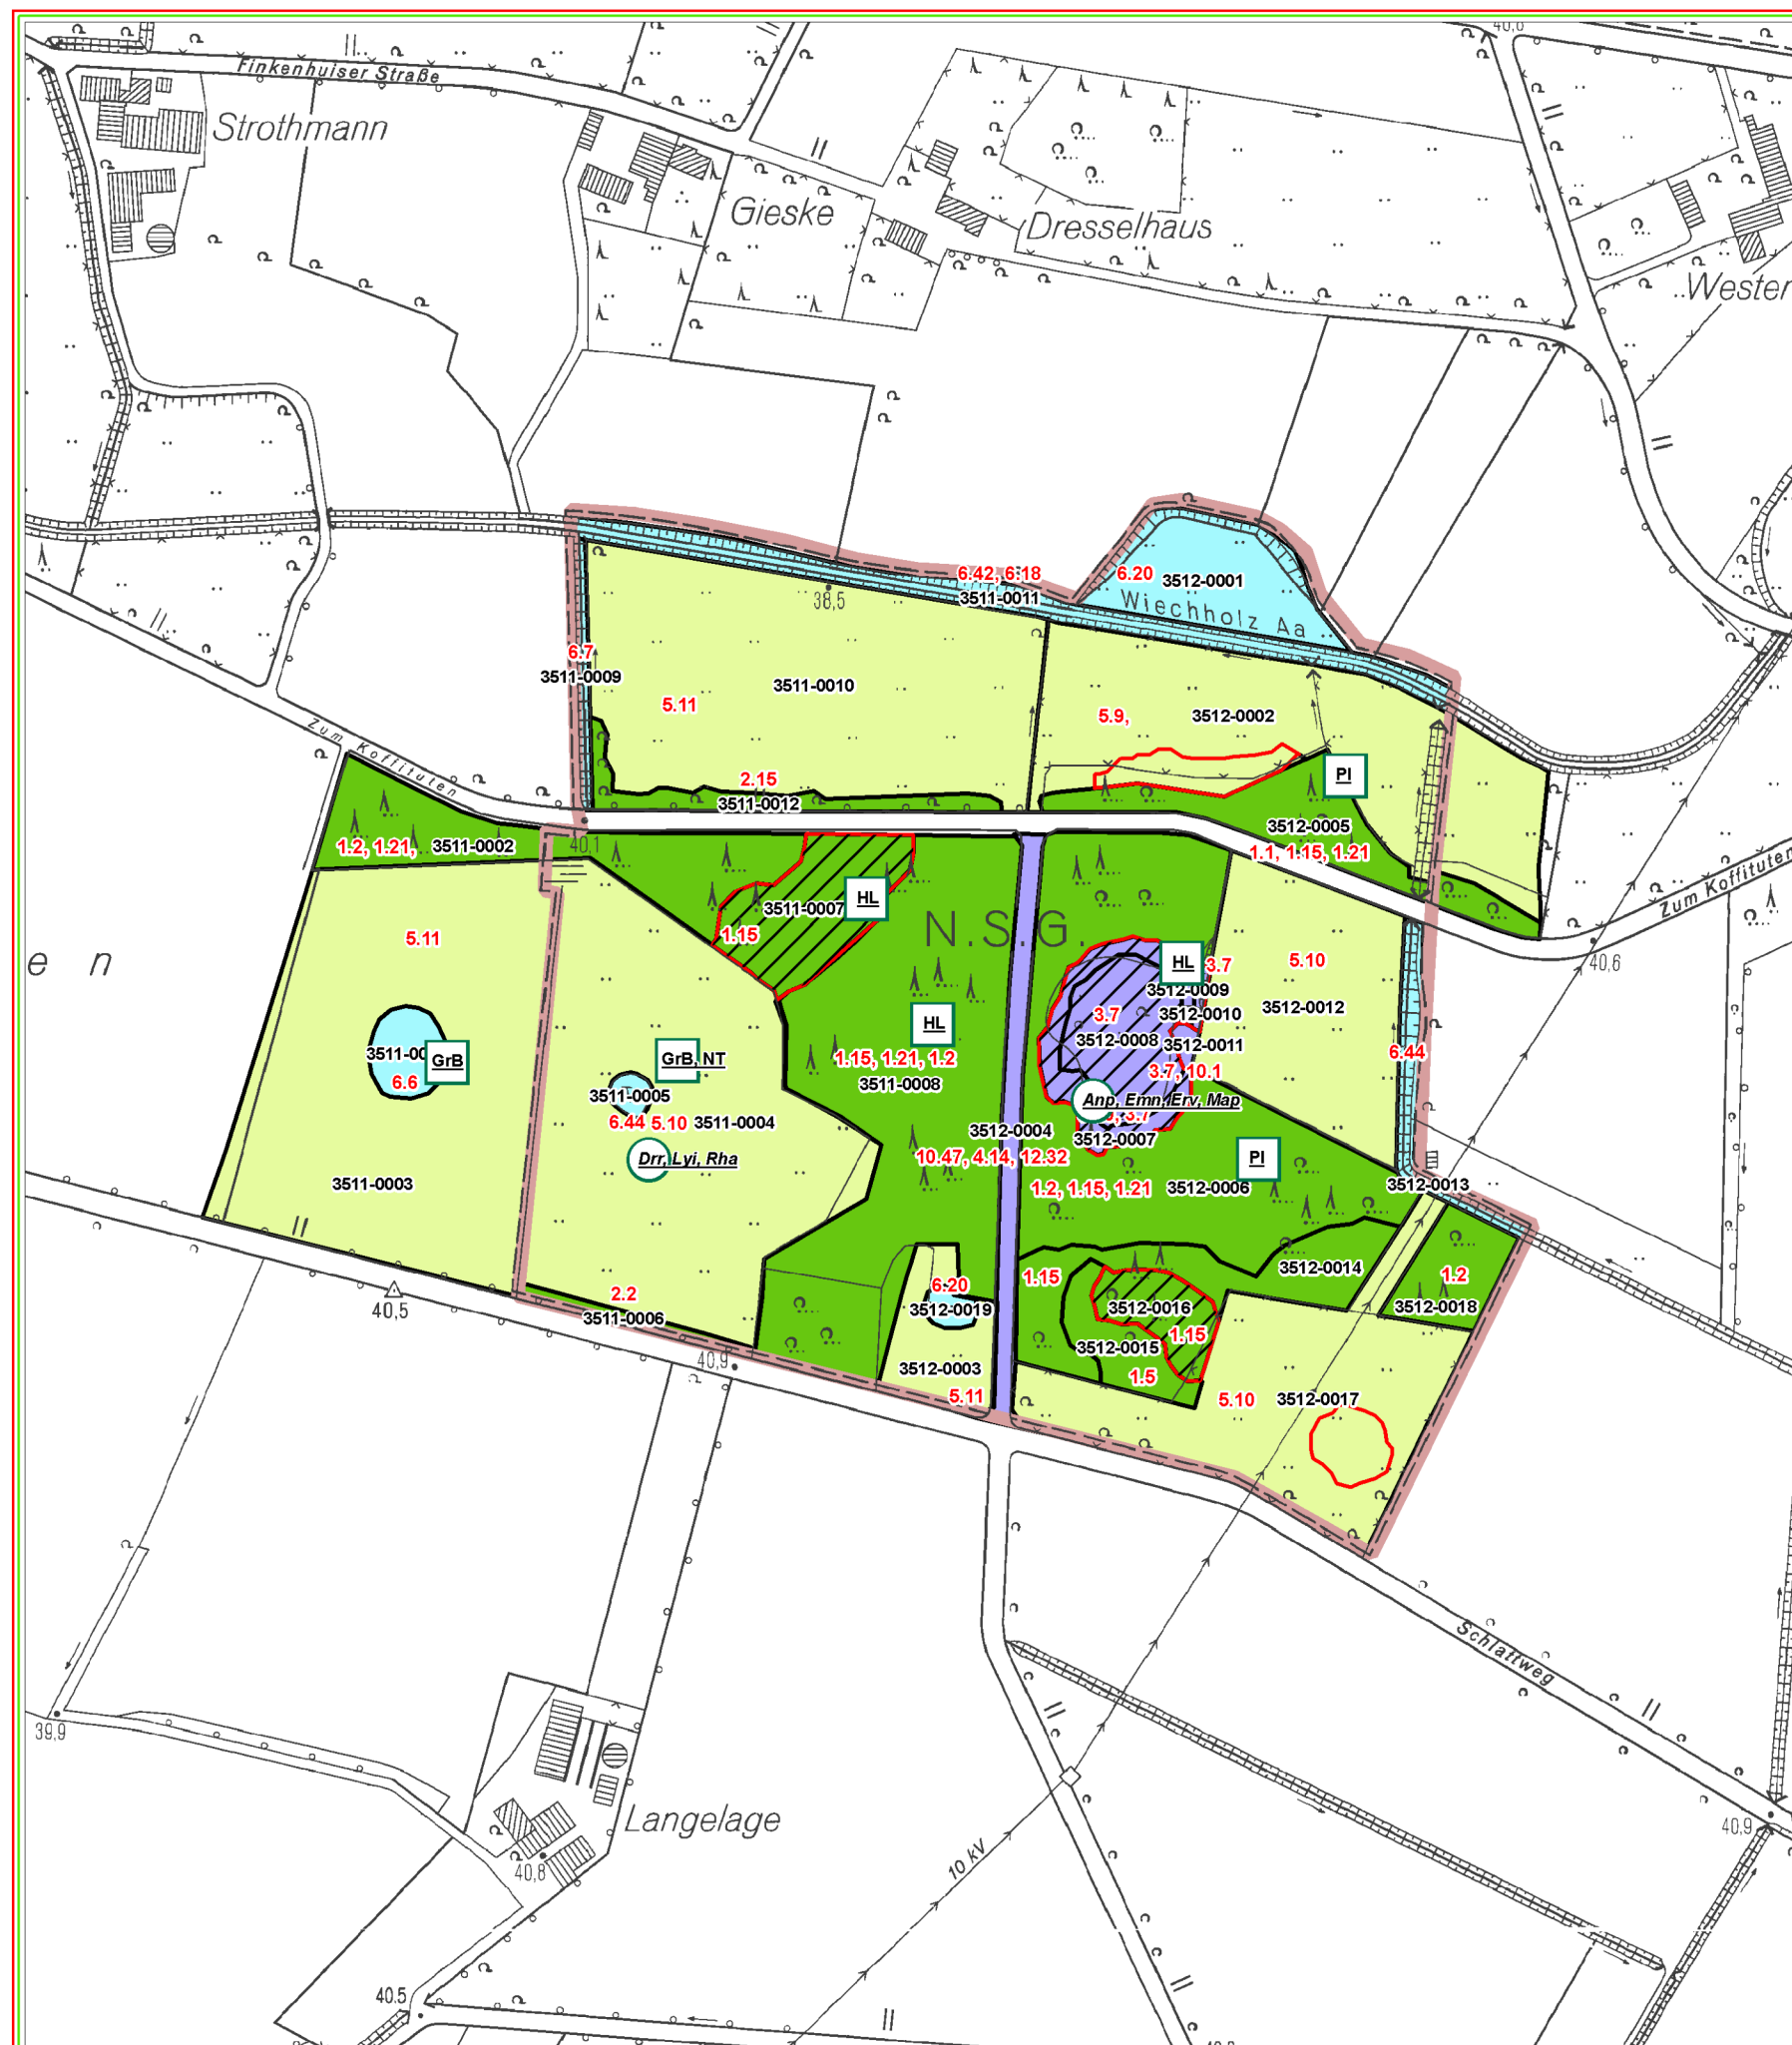 Finkenhuiser Straße
Strothmann
Gieske
Dresselhaus
Wester
6.42, 6.18
3511-0011
6.20
3512-0001
Wiechholz Aa
38,5
6.7
3511-0009
3511-0010
5.11
5.9,
3512-0002
Zum Koffituten
2.15
3511-0012
PI
3512-0005
1.1, 1.15, 1.21
1.2, 1.21,
3511-0002
40,1
HL
3511-0007
1.15
N.S.G.
Zum Koffituten
5.11
e n
HL
3.7
5.10
40,6
3512-0009
3512-0010
3512-0012
3.7
3512-0008
3512-0011
HL
GrB
6.6
GrB, NT
1.15, 1.21, 1.2
3511-0008
6.44
3.7, 10.1
3511-0005
Anp, Emn, Erv, Map
6.44
5.10
3511-0004
3512-0004
3512-0007
10.47, 4.14, 12.32
Drr, Lyi, Rha
PI
3511-0003
1.2, 1.15, 1.21
3512-0006
3512-0013
3512-0014
1.15
1.2
6.20
3512-0019
3512-0016
3512-0018
40,5
2.2
3511-0006
1.15
3512-0015
40,9
3512-0003
1.5
5.11
5.10
3512-0017
Schlattweg
39,9
Langelage
40,8
10 kV
40,9
40,5